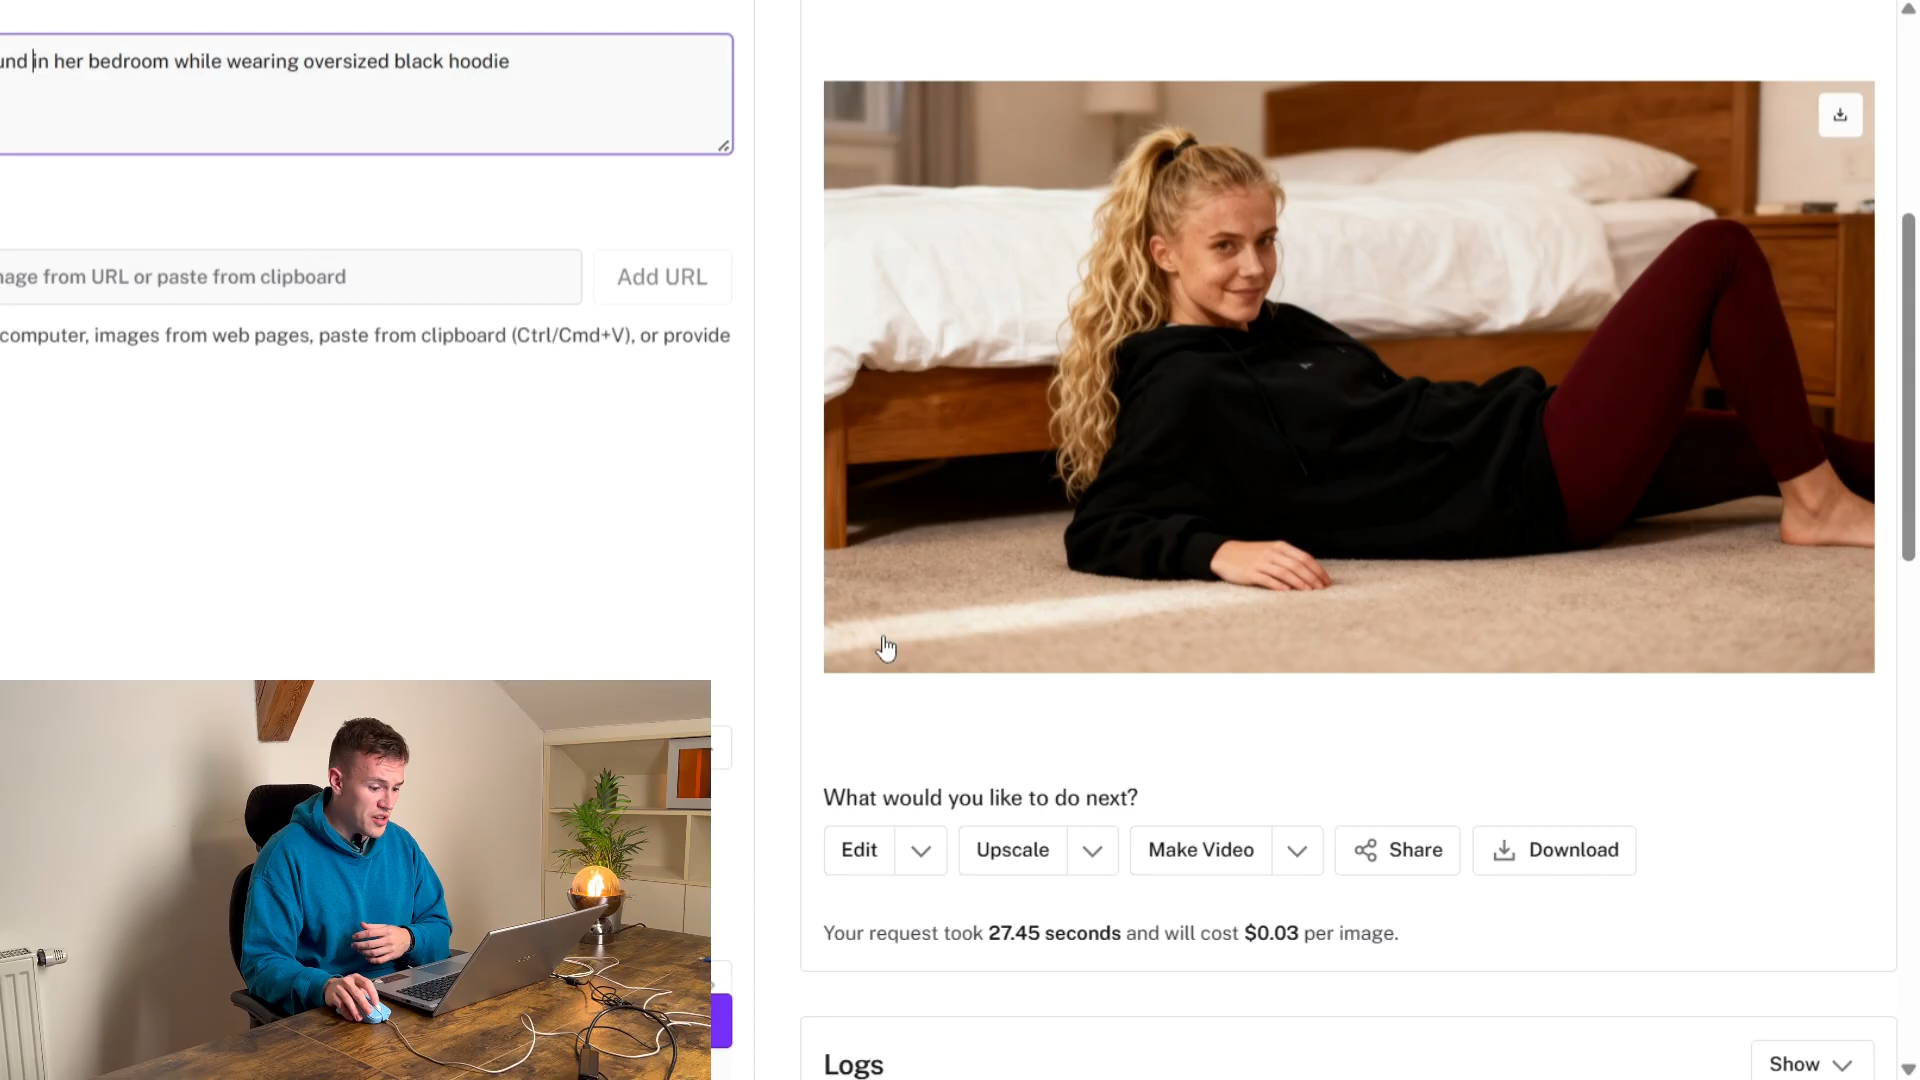 und in her bedroom while wearing oversized black hoodie
mage from URL or paste from clipboard
Add URL
computer, images from web pages, paste from clipboard (Ctrl/Cmd+V), or provide
What would you like to do next?
Edit
Upscale
Make Video
Share
Download
Your request took 27.45 seconds and will cost $0.03 per image.
Logs
Show